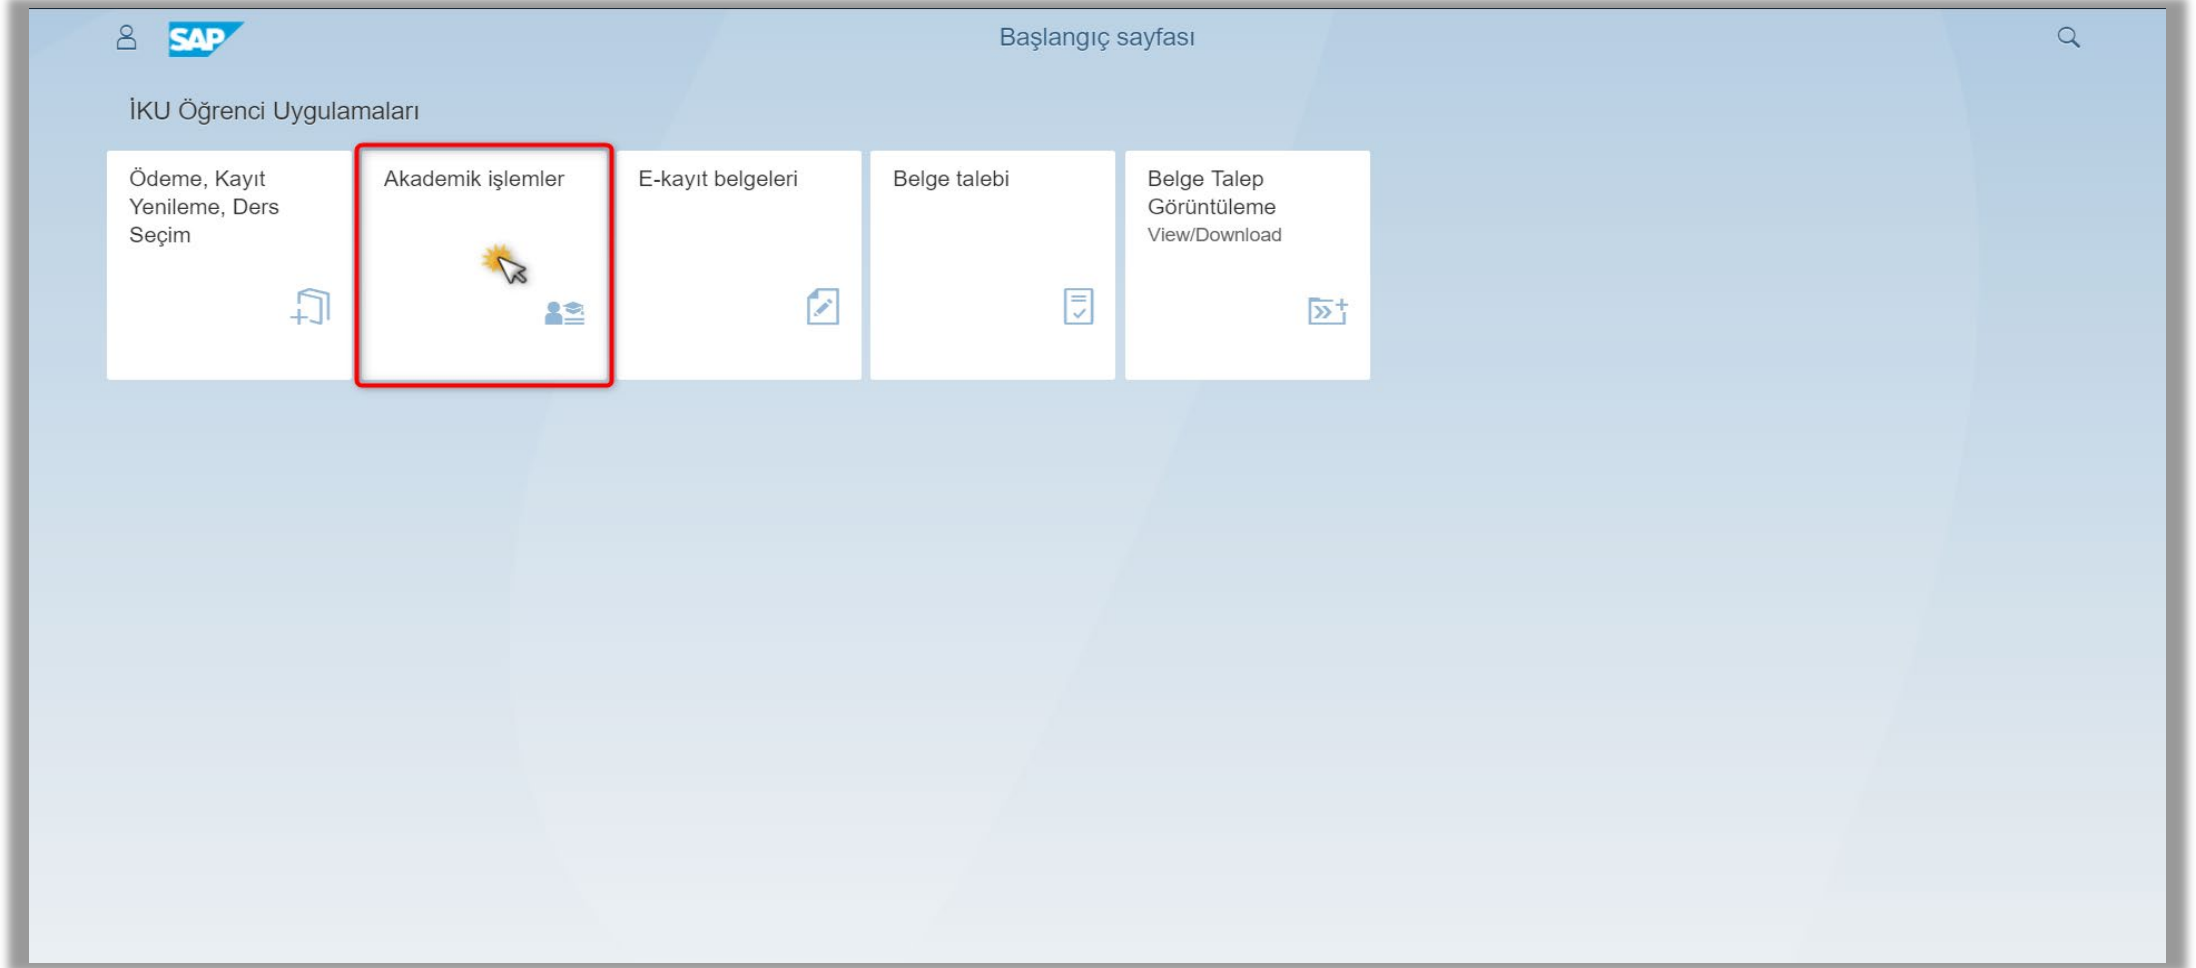 SAP
Başlangıç sayfası
İKU Öğrenci Uygulamaları
Ödeme, Kayıt
Yenileme, Ders
Seçim
Akademik işlemler
E-kayıt belgeleri
Belge talebi
Belge Talep
Görüntüleme
View/Download